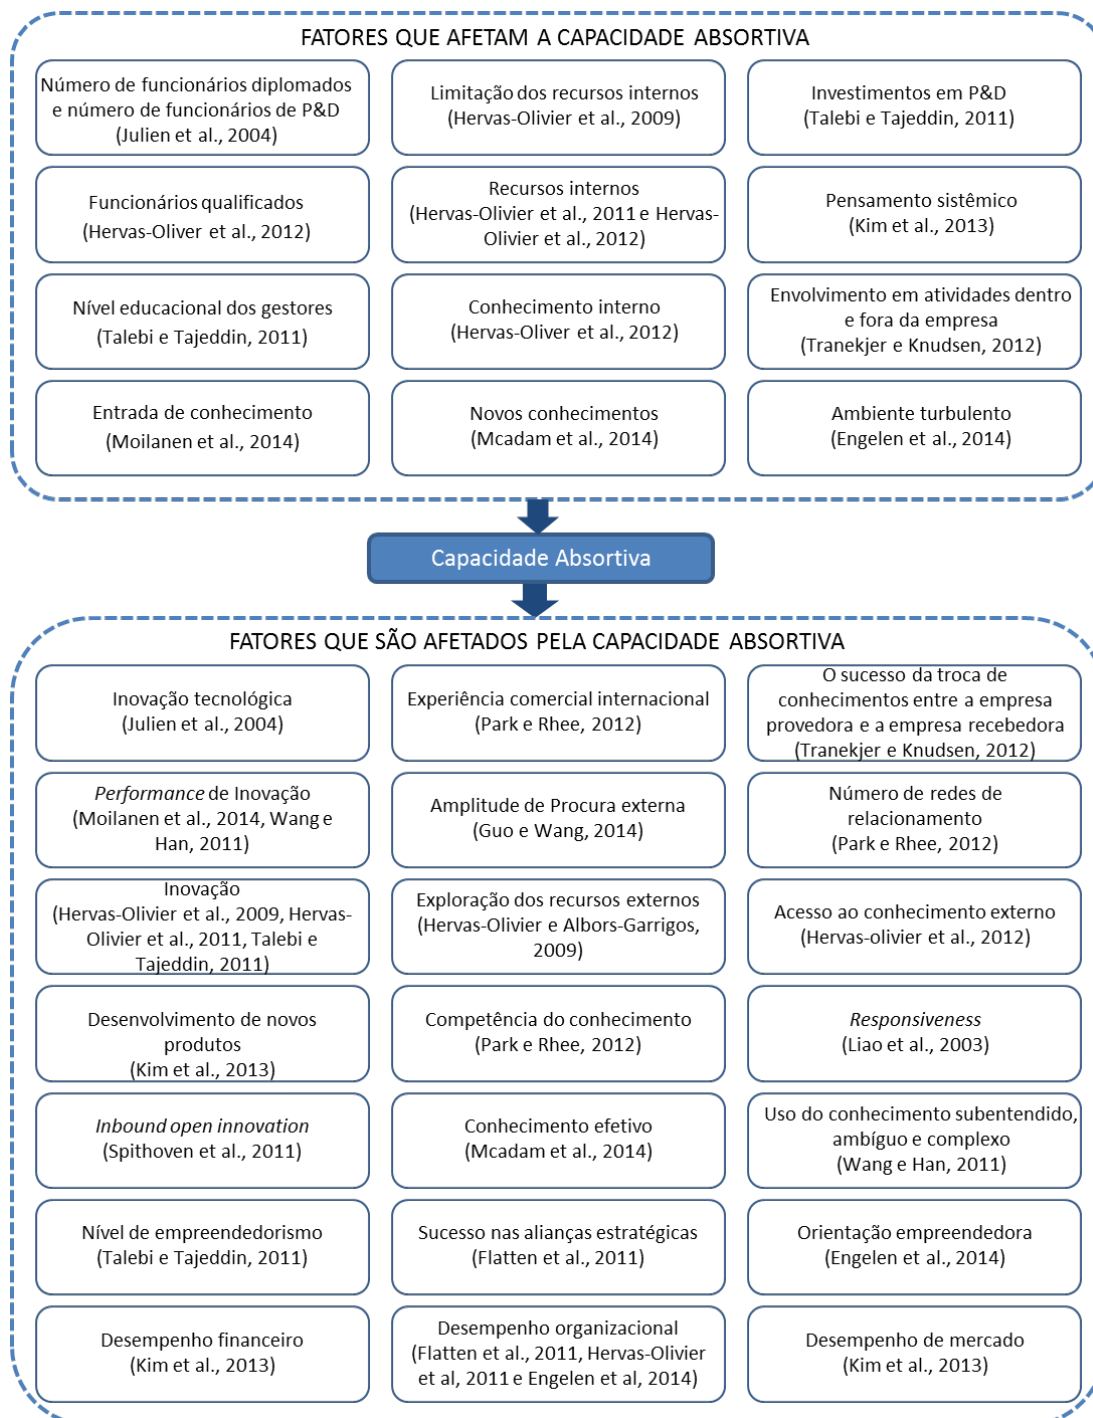 FATORES QUE AFETAM A CAPACIDADE ABSORTIVA
Número de funcionários diplomados
e número de funcionários de P&D
(Julien et al., 2004)
Limitação dos recursos internos
(Hervas-Olivier et al., 2009)
Investimentos em P&D
(Talebi e Tajeddin, 2011)
Funcionários qualificados
(Hervas-Oliver et al., 2012)
Recursos internos
(Hervas-Olivier et al., 2011 e Hervas-
Olivier et al., 2012)
Pensamento sistêmico
(Kim et al., 2013)
Nível educacional dos gestores
(Talebi e Tajeddin, 2011)
Conhecimento interno
(Hervas-Oliver et al., 2012)
Envolvimento em atividades dentro
e fora da empresa
(Tranekjer e Knudsen, 2012)
Entrada de conhecimento
(Moilanen et al., 2014)
Novos conhecimentos
(Mcadam et al., 2014)
Ambiente turbulento
(Engelen et al., 2014)
Capacidade Absortiva
FATORES QUE SÃO AFETADOS PELA CAPACIDADE ABSORTIVA
Inovação tecnológica
(Julien et al., 2004)
Experiência comercial internacional
(Park e Rhee, 2012)
O sucesso da troca de
conhecimentos entre a empresa
provedora e a empresa recebedora
(Tranekjer e Knudsen, 2012)
Performance de Inovação
(Moilanen et al., 2014, Wang e
Han, 2011)
Amplitude de Procura externa
(Guo e Wang, 2014)
Número de redes de
relacionamento
(Park e Rhee, 2012)
Inovação
(Hervas-Olivier et al., 2009, Hervas-
Olivier et al., 2011, Talebi e
Tajeddin, 2011)
Exploração dos recursos externos
(Hervas-Olivier e Albors-Garrigos,
2009)
Acesso ao conhecimento externo
(Hervas-olivier et al., 2012)
Desenvolvimento de novos
produtos
(Kim et al., 2013)
Competência do conhecimento
(Park e Rhee, 2012)
Responsiveness
(Liao et al., 2003)
Inbound open innovation
(Spithoven et al., 2011)
Conhecimento efetivo
(Mcadam et al., 2014)
Uso do conhecimento subentendido,
ambíguo e complexo
(Wang e Han, 2011)
Nível de empreendedorismo
(Talebi e Tajeddin, 2011)
Sucesso nas alianças estratégicas
(Flatten et al., 2011)
Orientação empreendedora
(Engelen et al., 2014)
Desempenho financeiro
(Kim et al., 2013)
Desempenho organizacional
(Flatten et al., 2011, Hervas-Olivier
et al, 2011 e Engelen et al, 2014)
Desempenho de mercado
(Kim et al., 2013)